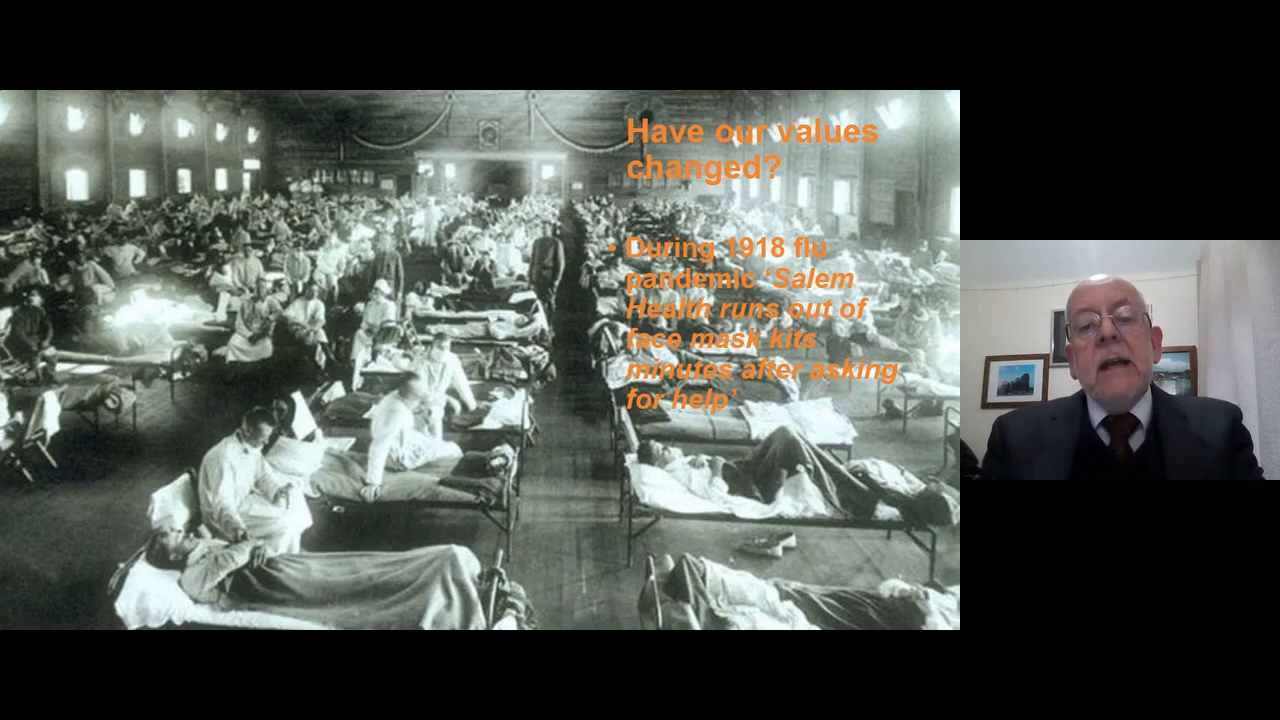 Have our values
changed?
• During 1918 flu
pandemic ‘Salem
Health runs out of
face mask kits
minutes after asking
for help’